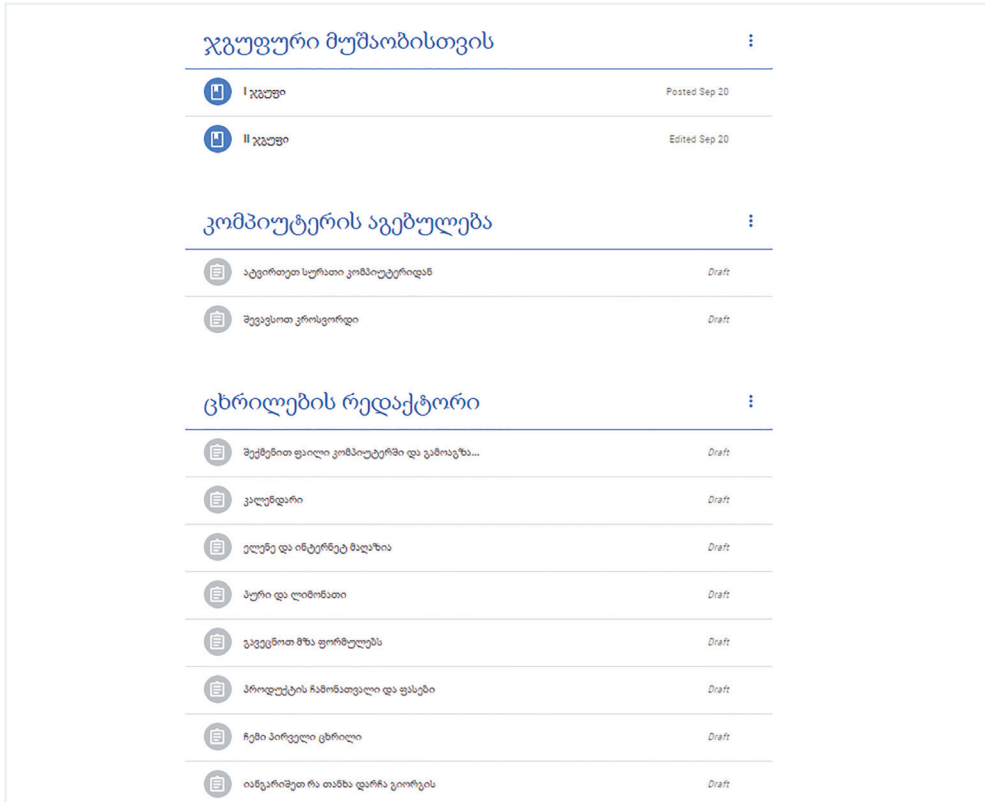 ჯგუფური მუშაობისთვის
I ჯგუფი Posted Sep 20
II ჯგუფი Edited Sep 20
კომპიუტერის აგებულება
ატვირთეთ სურათი კომპიუტერიდან Draft
შევავსოთ კროსვორდი Draft
ცხრილების რედაქტორი
შექმენით ფაილი კომპიუტერში და გამოაგზა... Draft
კალენდარი Draft
ელენე და ინტერნეტ მაღაზია Draft
პური და ლიმონათი Draft
გავეცნოთ მზა ფორმულებს Draft
პროდუქტის ჩამონათვალი და ფასები Draft
ჩემი პირველი ცხრილი Draft
იანგარიშეთ რა თანხა დარჩა გიორგის Draft